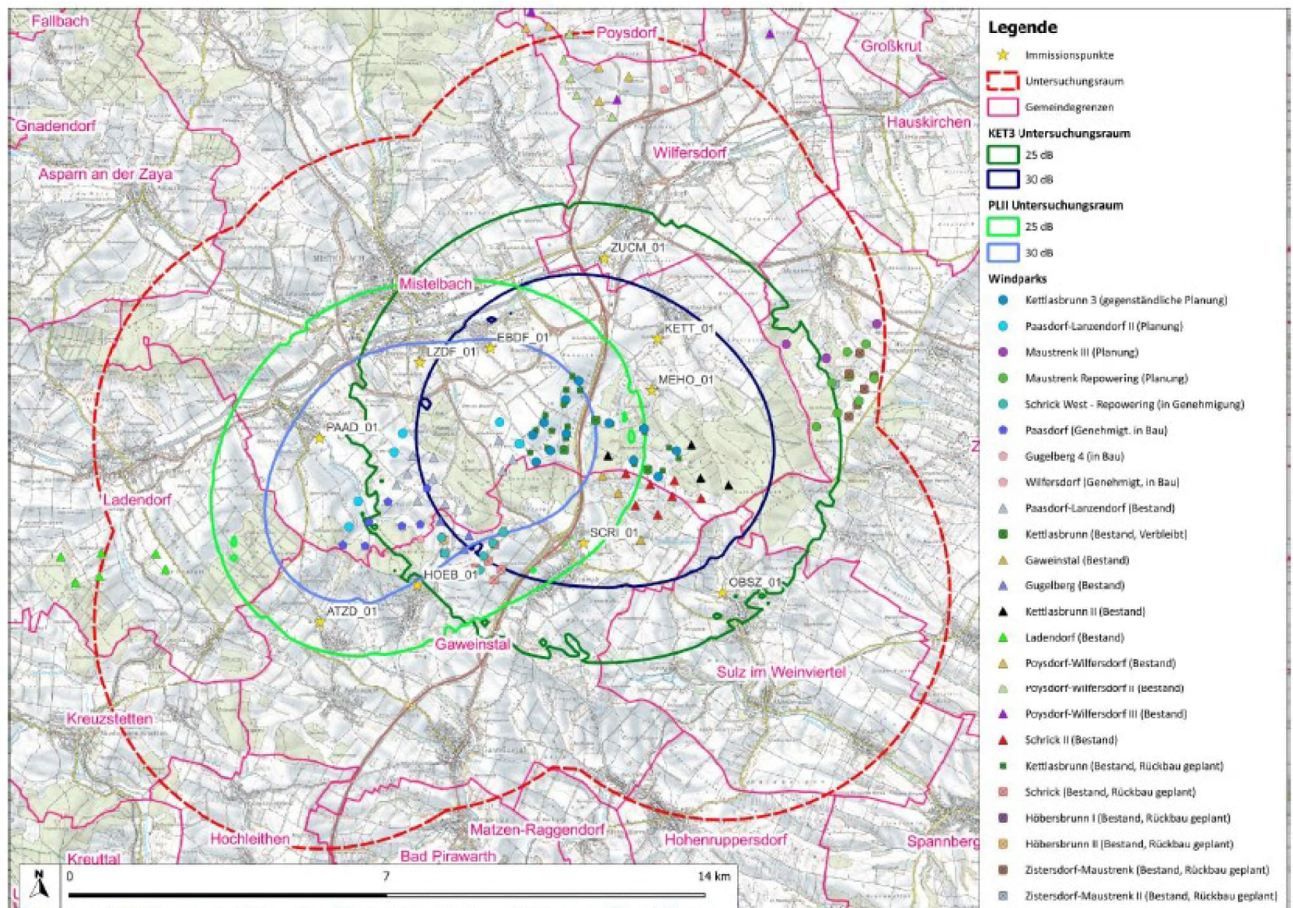 Fallbach
Poysdorf
Großkrut
Gnadendorf
Hauskirchen
Wilfersdorf
Asparn an der Zaya
ZUCM_01
Mistelbach
KETT_01
EBDF_01
LZDF_01
MEHO_01
PAAD_01
Ladendorf
SCRI_01
HOEB_01
OBSZ_01
ATZD_01
Gaweinstal
Sulz im Weinviertel
Kreuzstetten
Hochleithen
Matzen-Raggendorf
Hohenruppersdorf
Spannberg
Kreuttal
Bad Pirawarth
N
0 7 14 km
Legende
Immissionspunkte
Untersuchungsraum
Gemeindegrenzen
KET3 Untersuchungsraum
25 dB
30 dB
PLII Untersuchungsraum
25 dB
30 dB
Windparks
Kettlasbrunn 3 (gegenständliche Planung)
Paasdorf-Lanzendorf II (Planung)
Maustrenk III (Planung)
Maustrenk Repowering (Planung)
Schrick West - Repowering (in Genehmigung)
Paasdorf (Genehmigt. in Bau)
Gugelberg 4 (in Bau)
Wilfersdorf (Genehmigt, in Bau)
Paasdorf-Lanzendorf (Bestand)
Kettlasbrunn (Bestand, Verbleibt)
Gaweinstal (Bestand)
Gugelberg (Bestand)
Kettlasbrunn II (Bestand)
Ladendorf (Bestand)
Poysdorf-Wilfersdorf (Bestand)
Poysdorf-Wilfersdorf II (Bestand)
Poysdorf-Wilfersdorf III (Bestand)
Schrick II (Bestand)
Kettlasbrunn (Bestand, Rückbau geplant)
Schrick (Bestand, Rückbau geplant)
Höbersbrunn I (Bestand, Rückbau geplant)
Höbersbrunn II (Bestand, Rückbau geplant)
Zistersdorf-Maustrenk (Bestand, Rückbau geplant)
Zistersdorf-Maustrenk II (Bestand, Rückbau geplant)